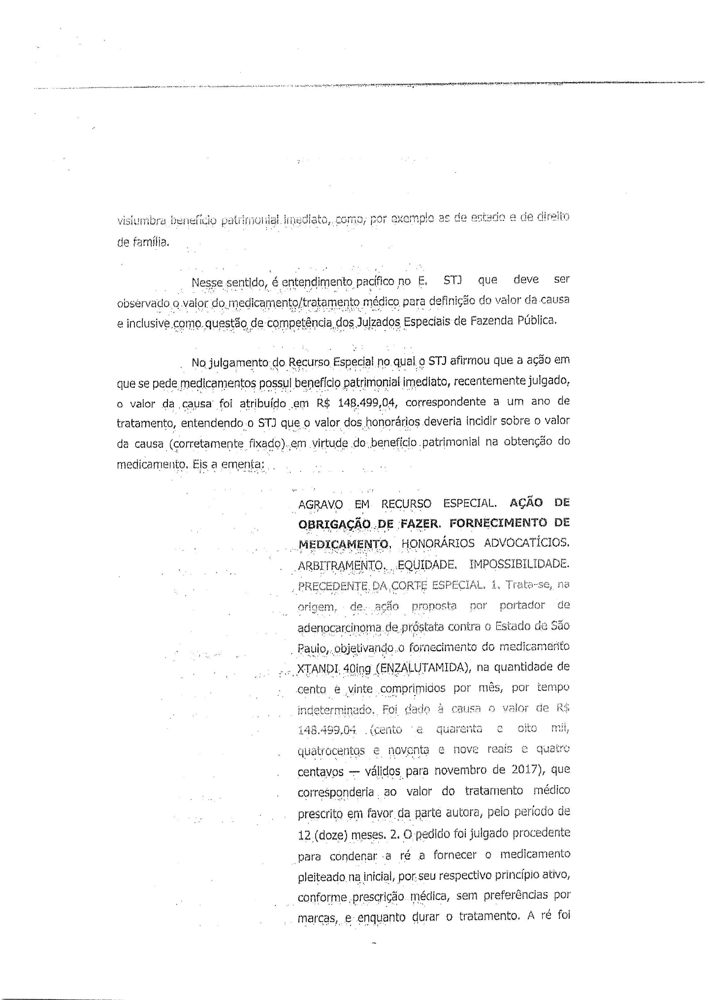 vislumbra benefício patrimonial imediato, como, por exemplo as de estado e de direito
de família.
Nesse sentido, é entendimento pacífico no E. STJ que deve ser
observado o valor do medicamento/tratamento médico para definição do valor da causa
e inclusive como questão de competência dos Juizados Especiais de Fazenda Pública.
No julgamento do Recurso Especial no qual o STJ afirmou que a ação em
que se pede medicamentos possui benefício patrimonial imediato, recentemente julgado,
o valor da causa foi atribuído em R$ 148.499,04, correspondente a um ano de
tratamento, entendendo o STJ que o valor dos honorários deveria incidir sobre o valor
da causa (corretamente fixado) em virtude do benefício patrimonial na obtenção do
medicamento. Eis a ementa:
AGRAVO EM RECURSO ESPECIAL. AÇÃO DE
OBRIGAÇÃO DE FAZER. FORNECIMENTO DE
MEDICAMENTO. HONORÁRIOS ADVOCATÍCIOS.
ARBITRAMENTO. EQUIDADE. IMPOSSIBILIDADE.
PRECEDENTE DA CORTE ESPECIAL. 1. Trata-se, na
origem, de ação proposta por portador de
adenocarcinoma de próstata contra o Estado de São
Paulo, objetivando o fornecimento do medicamento
XTANDI 40mg (ENZALUTAMIDA), na quantidade de
cento e vinte comprimidos por mês, por tempo
indeterminado. Foi dado à causa o valor de R$
148.499,04 (cento e quarenta e oito mil,
quatrocentos e noventa e nove reais e quatro
centavos — válidos para novembro de 2017), que
corresponderia ao valor do tratamento médico
prescrito em favor da parte autora, pelo período de
12 (doze) meses. 2. O pedido foi julgado procedente
para condenar a ré a fornecer o medicamento
pleiteado na inicial, por seu respectivo princípio ativo,
conforme prescrição médica, sem preferências por
marcas, e enquanto durar o tratamento. A ré foi